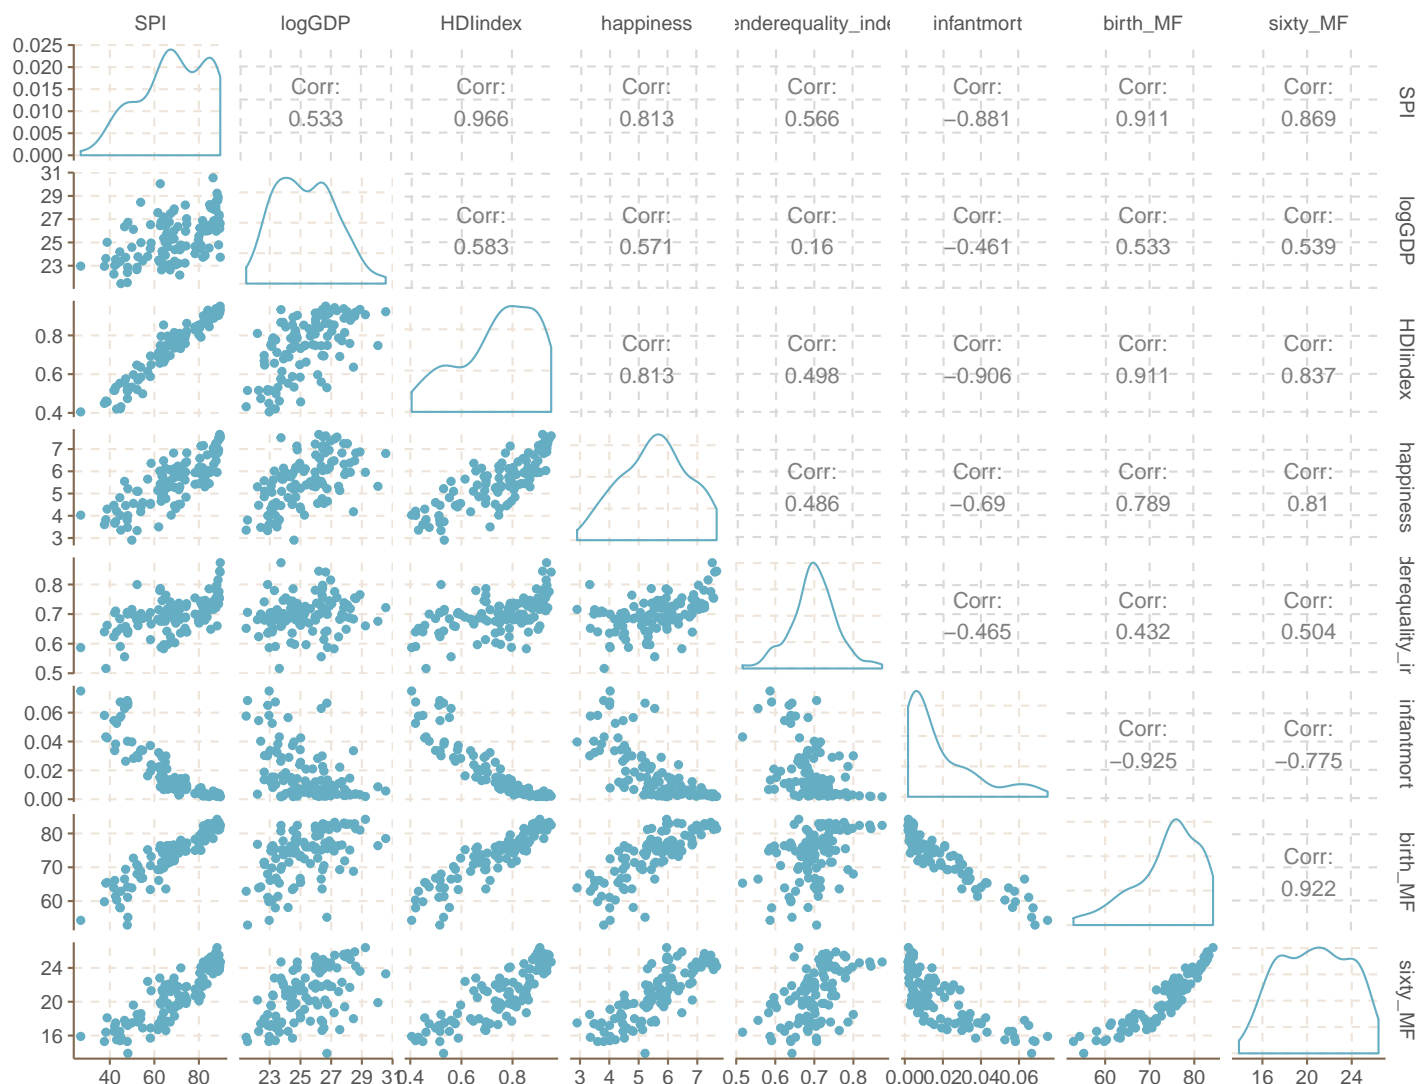 SPI logGDP HDIindex happiness enderequality_inde infantmort birth_MF sixty_MF
0.025
0.020
0.015
0.010
0.005
0.000
Corr:
0.533
Corr:
0.966
Corr:
0.813
Corr:
0.566
Corr:
−0.881
Corr:
0.911
Corr:
0.869
SPI
31
29
27
25
23
Corr:
0.583
Corr:
0.571
Corr:
0.16
Corr:
−0.461
Corr:
0.533
Corr:
0.539
logGDP
0.8
0.6
0.4
Corr:
0.813
Corr:
0.498
Corr:
−0.906
Corr:
0.911
Corr:
0.837
HDIindex
7
6
5
4
3
Corr:
0.486
Corr:
−0.69
Corr:
0.789
Corr:
0.81
happiness
0.8
0.7
0.6
0.5
Corr:
−0.465
Corr:
0.432
Corr:
0.504
derequality_ir
0.06
0.04
0.02
0.00
Corr:
−0.925
Corr:
−0.775
infantmort
80
70
60
Corr:
0.922
birth_MF
24
20
16
sixty_MF
40 60 80 23 25 27 29 31 0.4 0.6 0.8 3 4 5 6 7 0.5 0.6 0.7 0.8 0.00 0.02 0.04 0.06 60 70 80 16 20 24